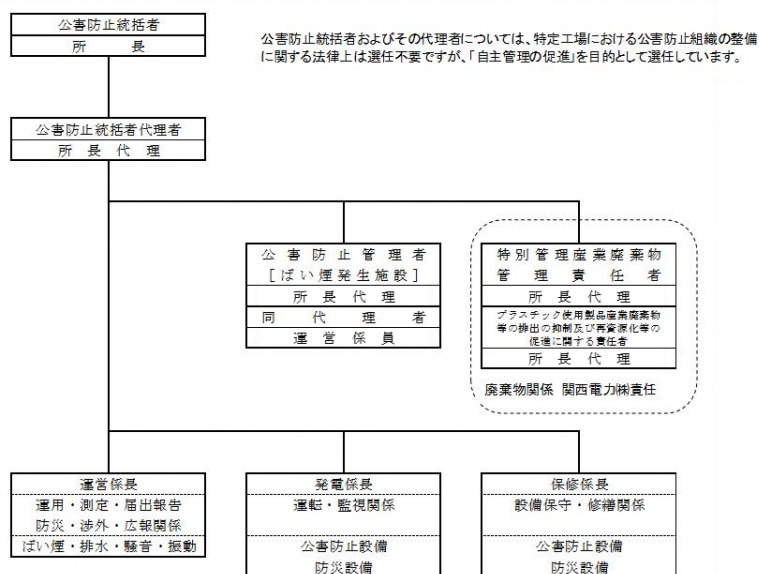 公害防止統括者
所長
公害防止統括者およびその代理者については、特定工場における公害防止組織の整備
に関する法律上は選任不要ですが、「自主管理の促進」を目的として選任しています。
公害防止統括者代理者
所長代理
公害防止管理者
[ばい煙発生施設]
所長代理
同代理者
運営係員
特別管理産業廃棄物
管理責任者
所長代理
プラスチック使用製品産業廃棄物
等の排出の抑制及び再資源化等の
促進に関する責任者
所長代理
廃棄物関係 関西電力㈱責任
運営係長
運用・測定・届出報告
防災・渉外・広報関係
ばい煙・排水・騒音・振動
発電係長
運転・監視関係
公害防止設備
防災設備
保修係長
設備保守・修繕関係
公害防止設備
防災設備